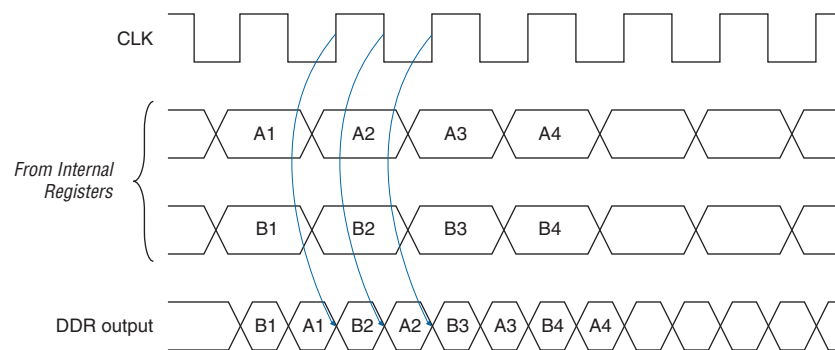 CLK
A1 A2 A3 A4
From Internal
Registers
B1 B2 B3 B4
DDR output B1 A1 B2 A2 B3 A3 B4 A4